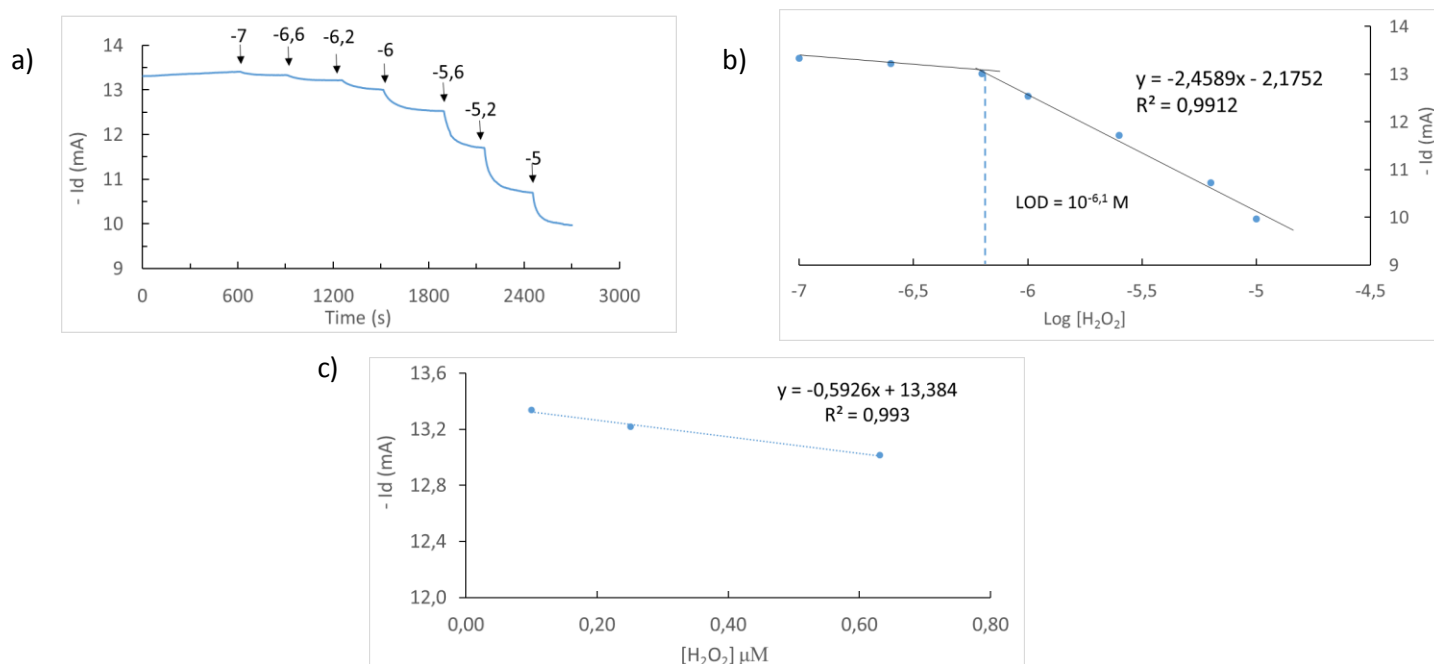 a)
14
13
12
11
10
9
- Id (mA)
-7
-6,6
-6,2
-6
-5,6
-5,2
-5
0
600
1200
1800
2400
3000
Time (s)
b)
y = -2,4589x - 2,1752
R² = 0,9912
LOD = 10⁻⁶,¹ M
14
13
12
11
10
9
- Id (mA)
-7
-6,5
-6
-5,5
-5
-4,5
Log [H₂O₂]
c)
13,6
13,2
12,8
12,4
12,0
- Id (mA)
y = -0,5926x + 13,384
R² = 0,993
0,00
0,20
0,40
0,60
0,80
[H₂O₂] μM